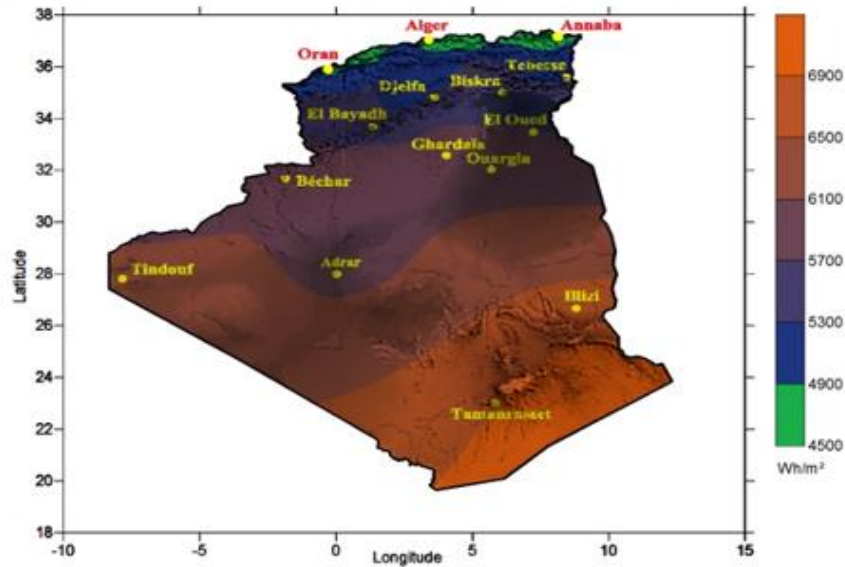 38
36
34
32
30
28
26
24
22
20
18
Latitude
-10
-5
0
5
10
15
Longitude
Alger
Annaba
Oran
Tebesse
Biskra
Djelfa
El Bayadh
El Oued
Ghardaïa
Ouargla
Béchar
Adrar
Tindouf
Illizi
Tamanrasset
6900
6500
6100
5700
5300
4900
4500
Wh/m²